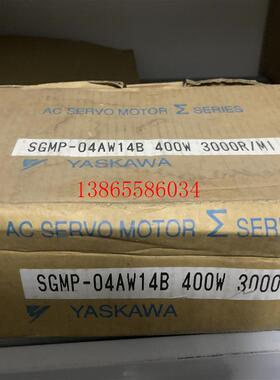 AC SERVO MOTOR Σ SERIES
SGMP-04AW14B 400W 3000R/MI
YASKAWA
13865586034
AC SERVO MOTOR Σ SERIES
SGMP-04AW14B 400W 3000
YASKAWA